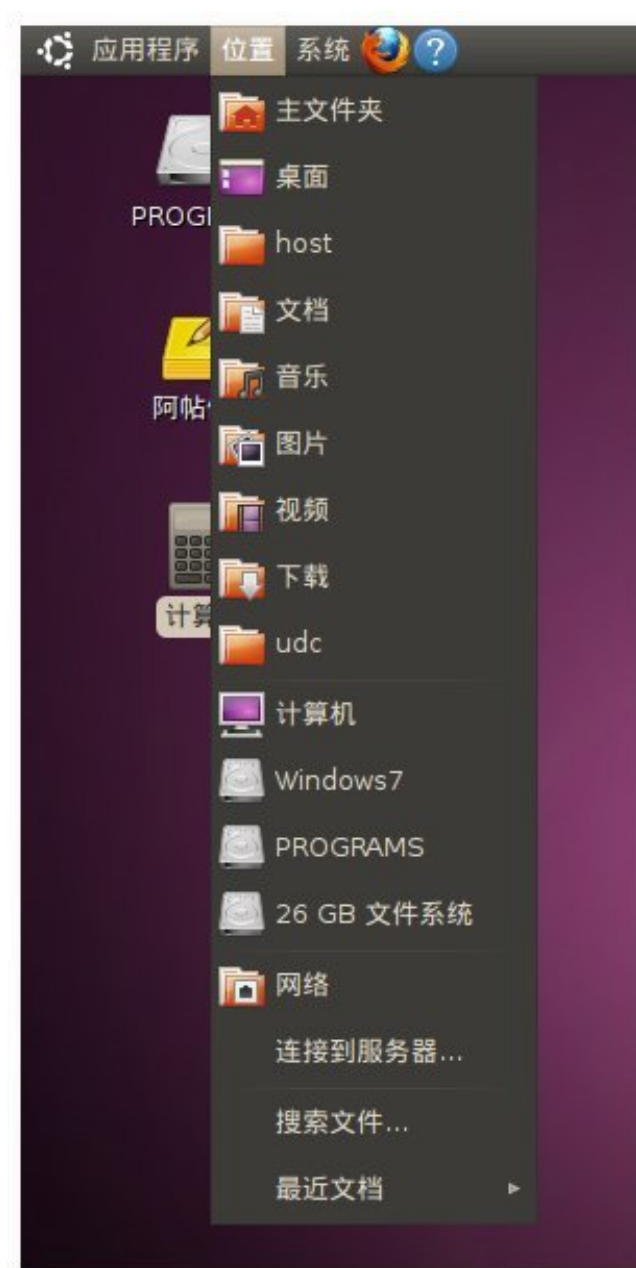 应用程序 位置 系统
PROG
阿帖
计算
主文件夹
桌面
host
文档
音乐
图片
视频
下载
udc
计算机
Windows7
PROGRAMS
26 GB 文件系统
网络
连接到服务器...
搜索文件...
最近文档